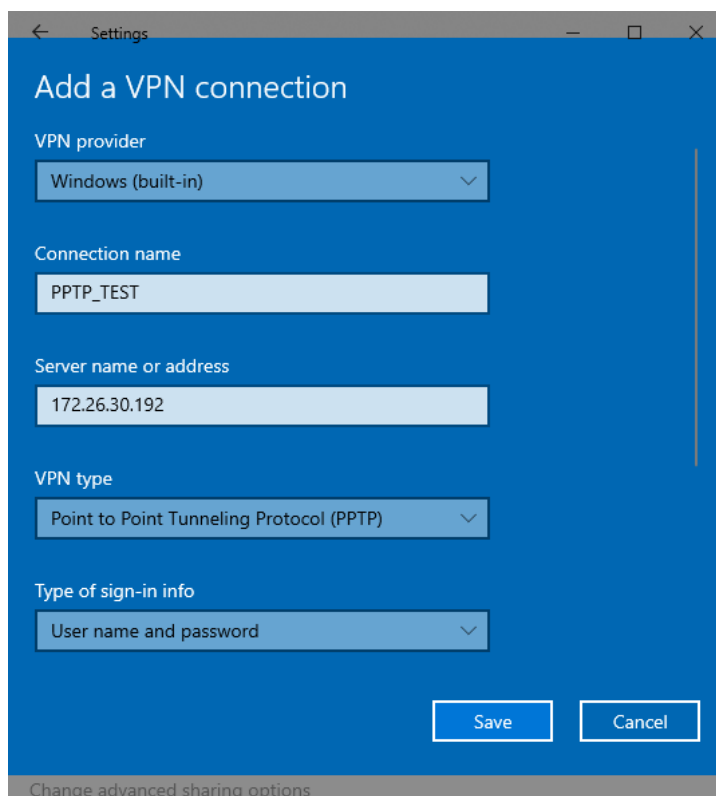 Settings
Add a VPN connection
VPN provider
Windows (built-in)
Connection name
PPTP_TEST
Server name or address
172.26.30.192
VPN type
Point to Point Tunneling Protocol (PPTP)
Type of sign-in info
User name and password
Save Cancel
Change advanced sharing options